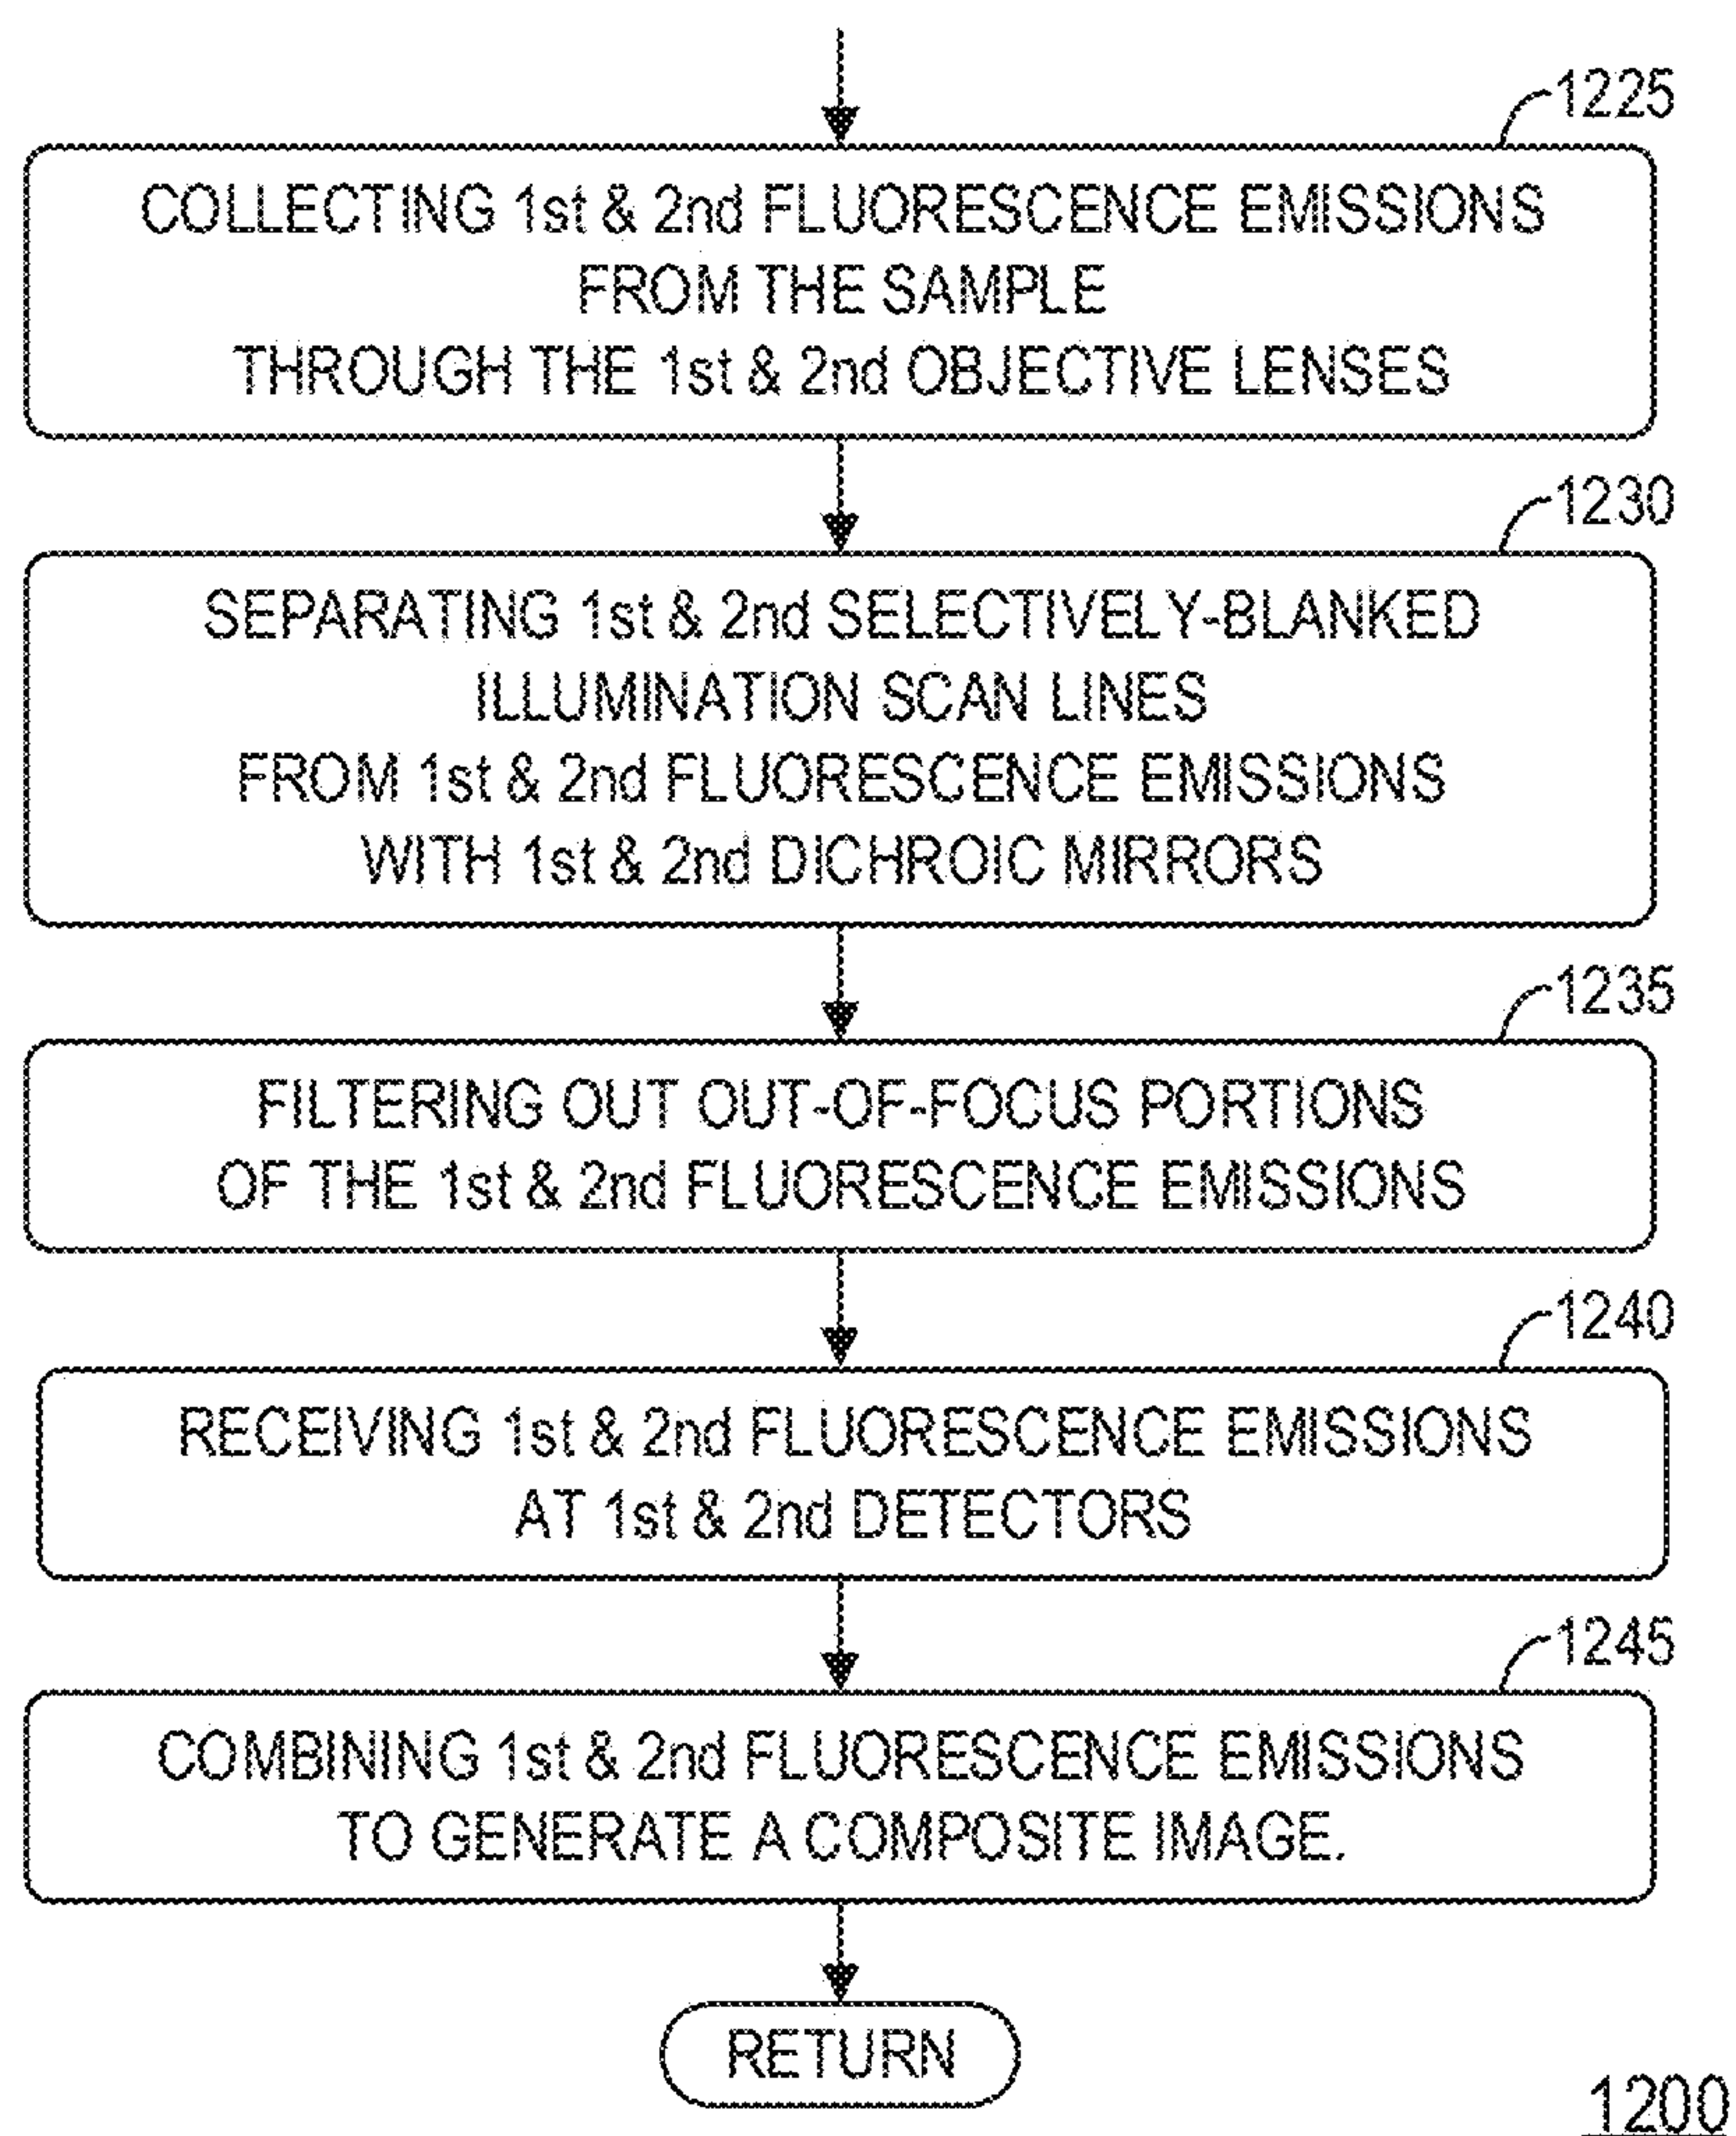 1225
COLLECTING 1st & 2nd FLUORESCENCE EMISSIONS
FROM THE SAMPLE
THROUGH THE 1st & 2nd OBJECTIVE LENSES
1230
SEPARATING 1st & 2nd SELECTIVELY-BLANKED
ILLUMINATION SCAN LINES
FROM 1st & 2nd FLUORESCENCE EMISSIONS
WITH 1st & 2nd DICHROIC MIRRORS
1235
FILTERING OUT OUT-OF-FOCUS PORTIONS
OF THE 1st & 2nd FLUORESCENCE EMISSIONS
1240
RECEIVING 1st & 2nd FLUORESCENCE EMISSIONS
AT 1st & 2nd DETECTORS
1245
COMBINING 1st & 2nd FLUORESCENCE EMISSIONS
TO GENERATE A COMPOSITE IMAGE.
RETURN
1200